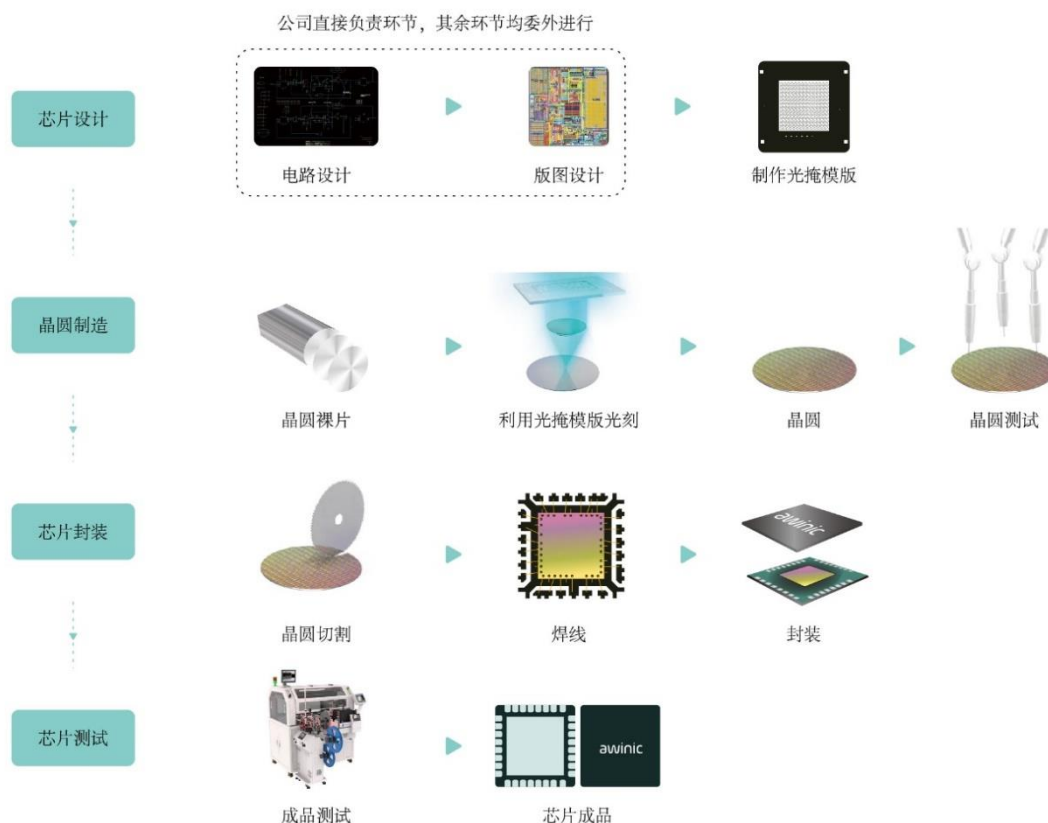 公司直接负责环节，其余环节均委外进行
芯片设计
电路设计
版图设计
制作光掩模版
晶圆制造
晶圆裸片
利用光掩模版光刻
晶圆
晶圆测试
芯片封装
awinic
晶圆切割
焊线
封装
芯片测试
awinic
成品测试
芯片成品